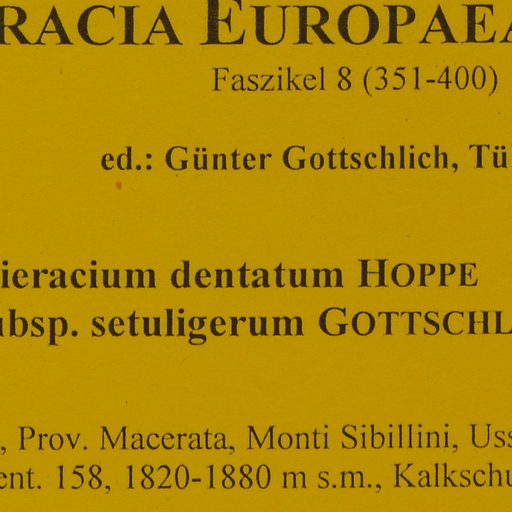 RACIA EUROPAEA
Faszikel 8 (351-400)
ed.: Günter Gottschlich, Tü
ieracium dentatum HOPPE
ubsp. setuligerum GOTTSCHL
, Prov. Macerata, Monti Sibillini, Uss
ent. 158, 1820-1880 m s.m., Kalkschu